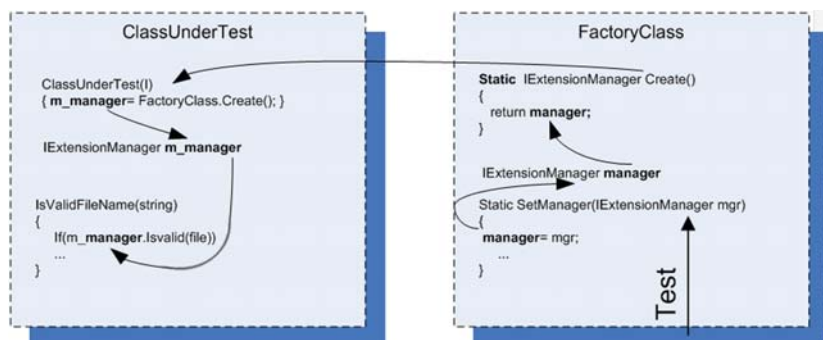 ClassUnderTest
ClassUnderTest(I)
{ m_manager= FactoryClass.Create(); }
IExtensionManager m_manager
IsValidFileName(string)
{
If(m_manager.Isvalid(file))
...
}
FactoryClass
Static IExtensionManager Create()
{
return manager;
}
IExtensionManager manager
Static SetManager(IExtensionManager mgr)
{
manager= mgr;
...
}
Test